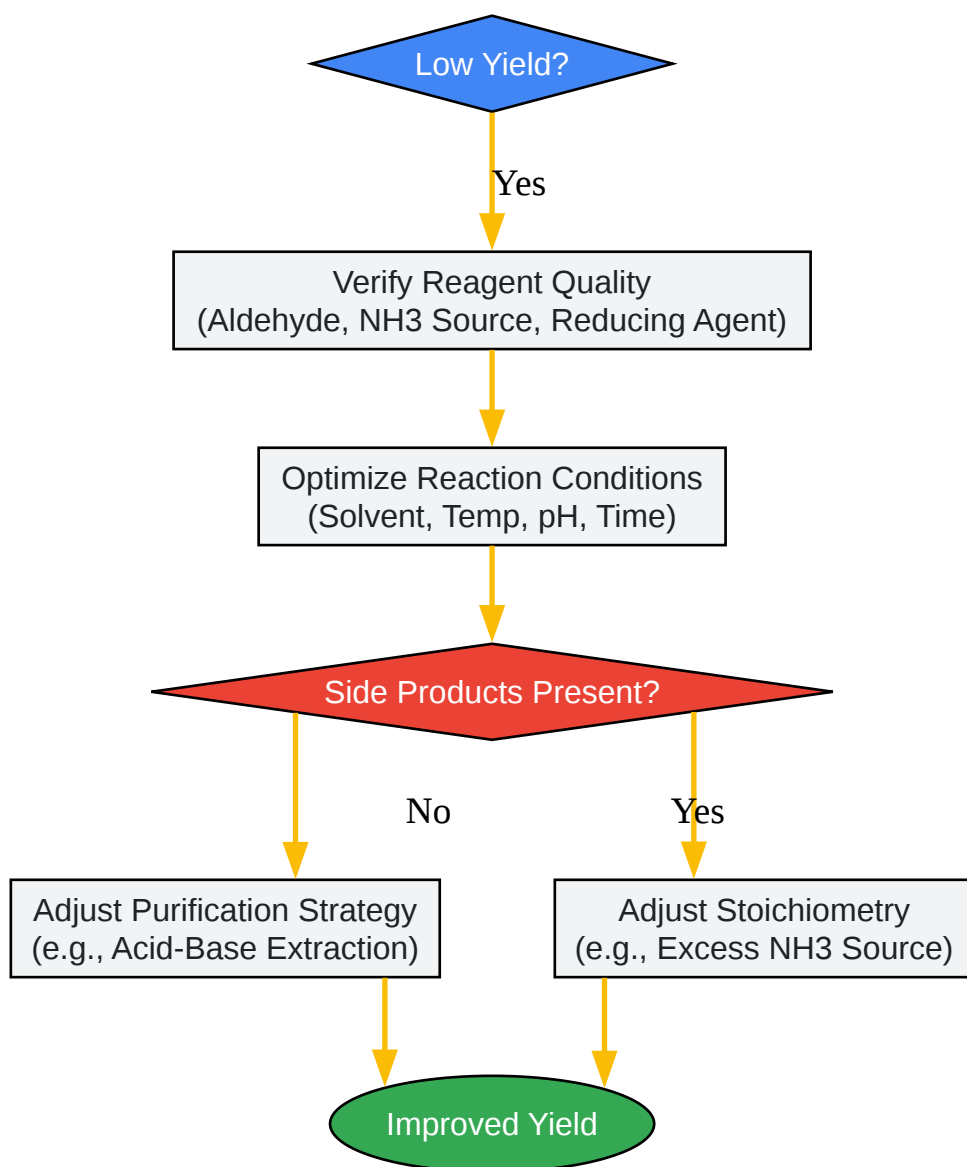 Low Yield?
Yes
Verify Reagent Quality
(Aldehyde, NH3 Source, Reducing Agent)
Optimize Reaction Conditions
(Solvent, Temp, pH, Time)
Side Products Present?
No
Yes
Adjust Purification Strategy
(e.g., Acid-Base Extraction)
Adjust Stoichiometry
(e.g., Excess NH3 Source)
Improved Yield